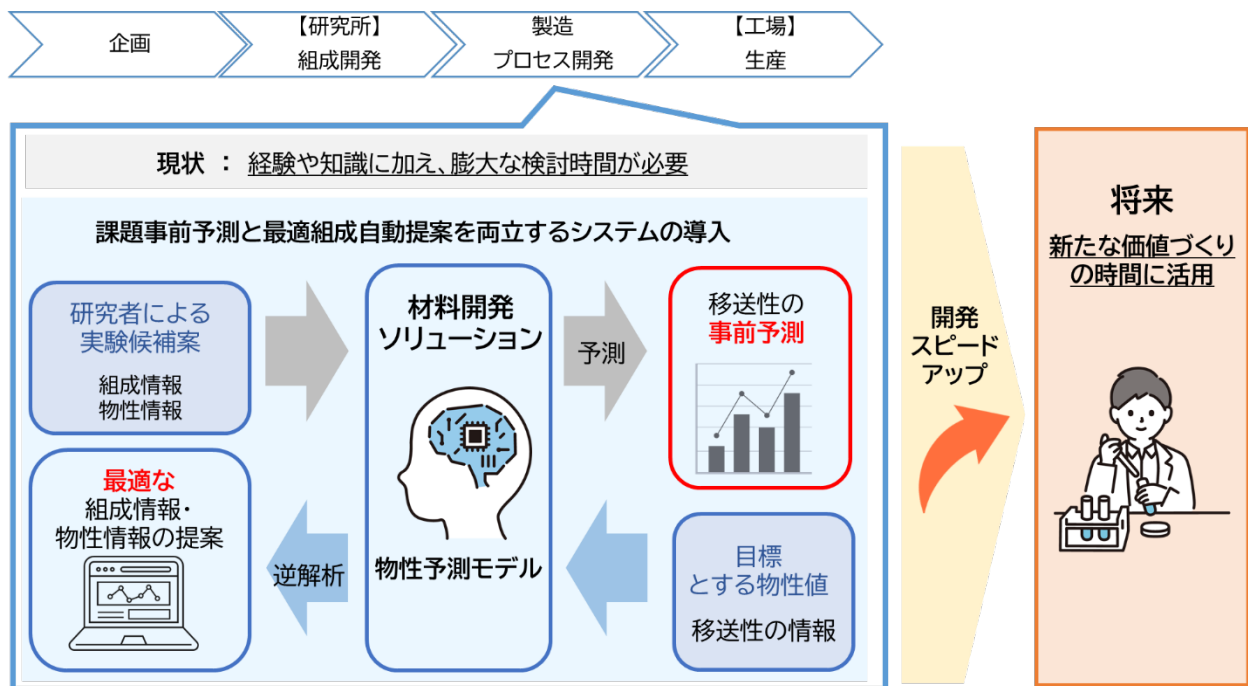 企画
【研究所】
組成開発
製造
プロセス開発
【工場】
生産
現状 ： 経験や知識に加え、膨大な検討時間が必要
課題事前予測と最適組成自動提案を両立するシステムの導入
研究者による
実験候補案
組成情報
物性情報
材料開発
ソリューション
物性予測モデル
予測
移送性の
事前予測
最適な
組成情報・
物性情報の提案
逆解析
目標
とする物性値
移送性の情報
開発
スピード
アップ
将来
新たな価値づくり
の時間に活用